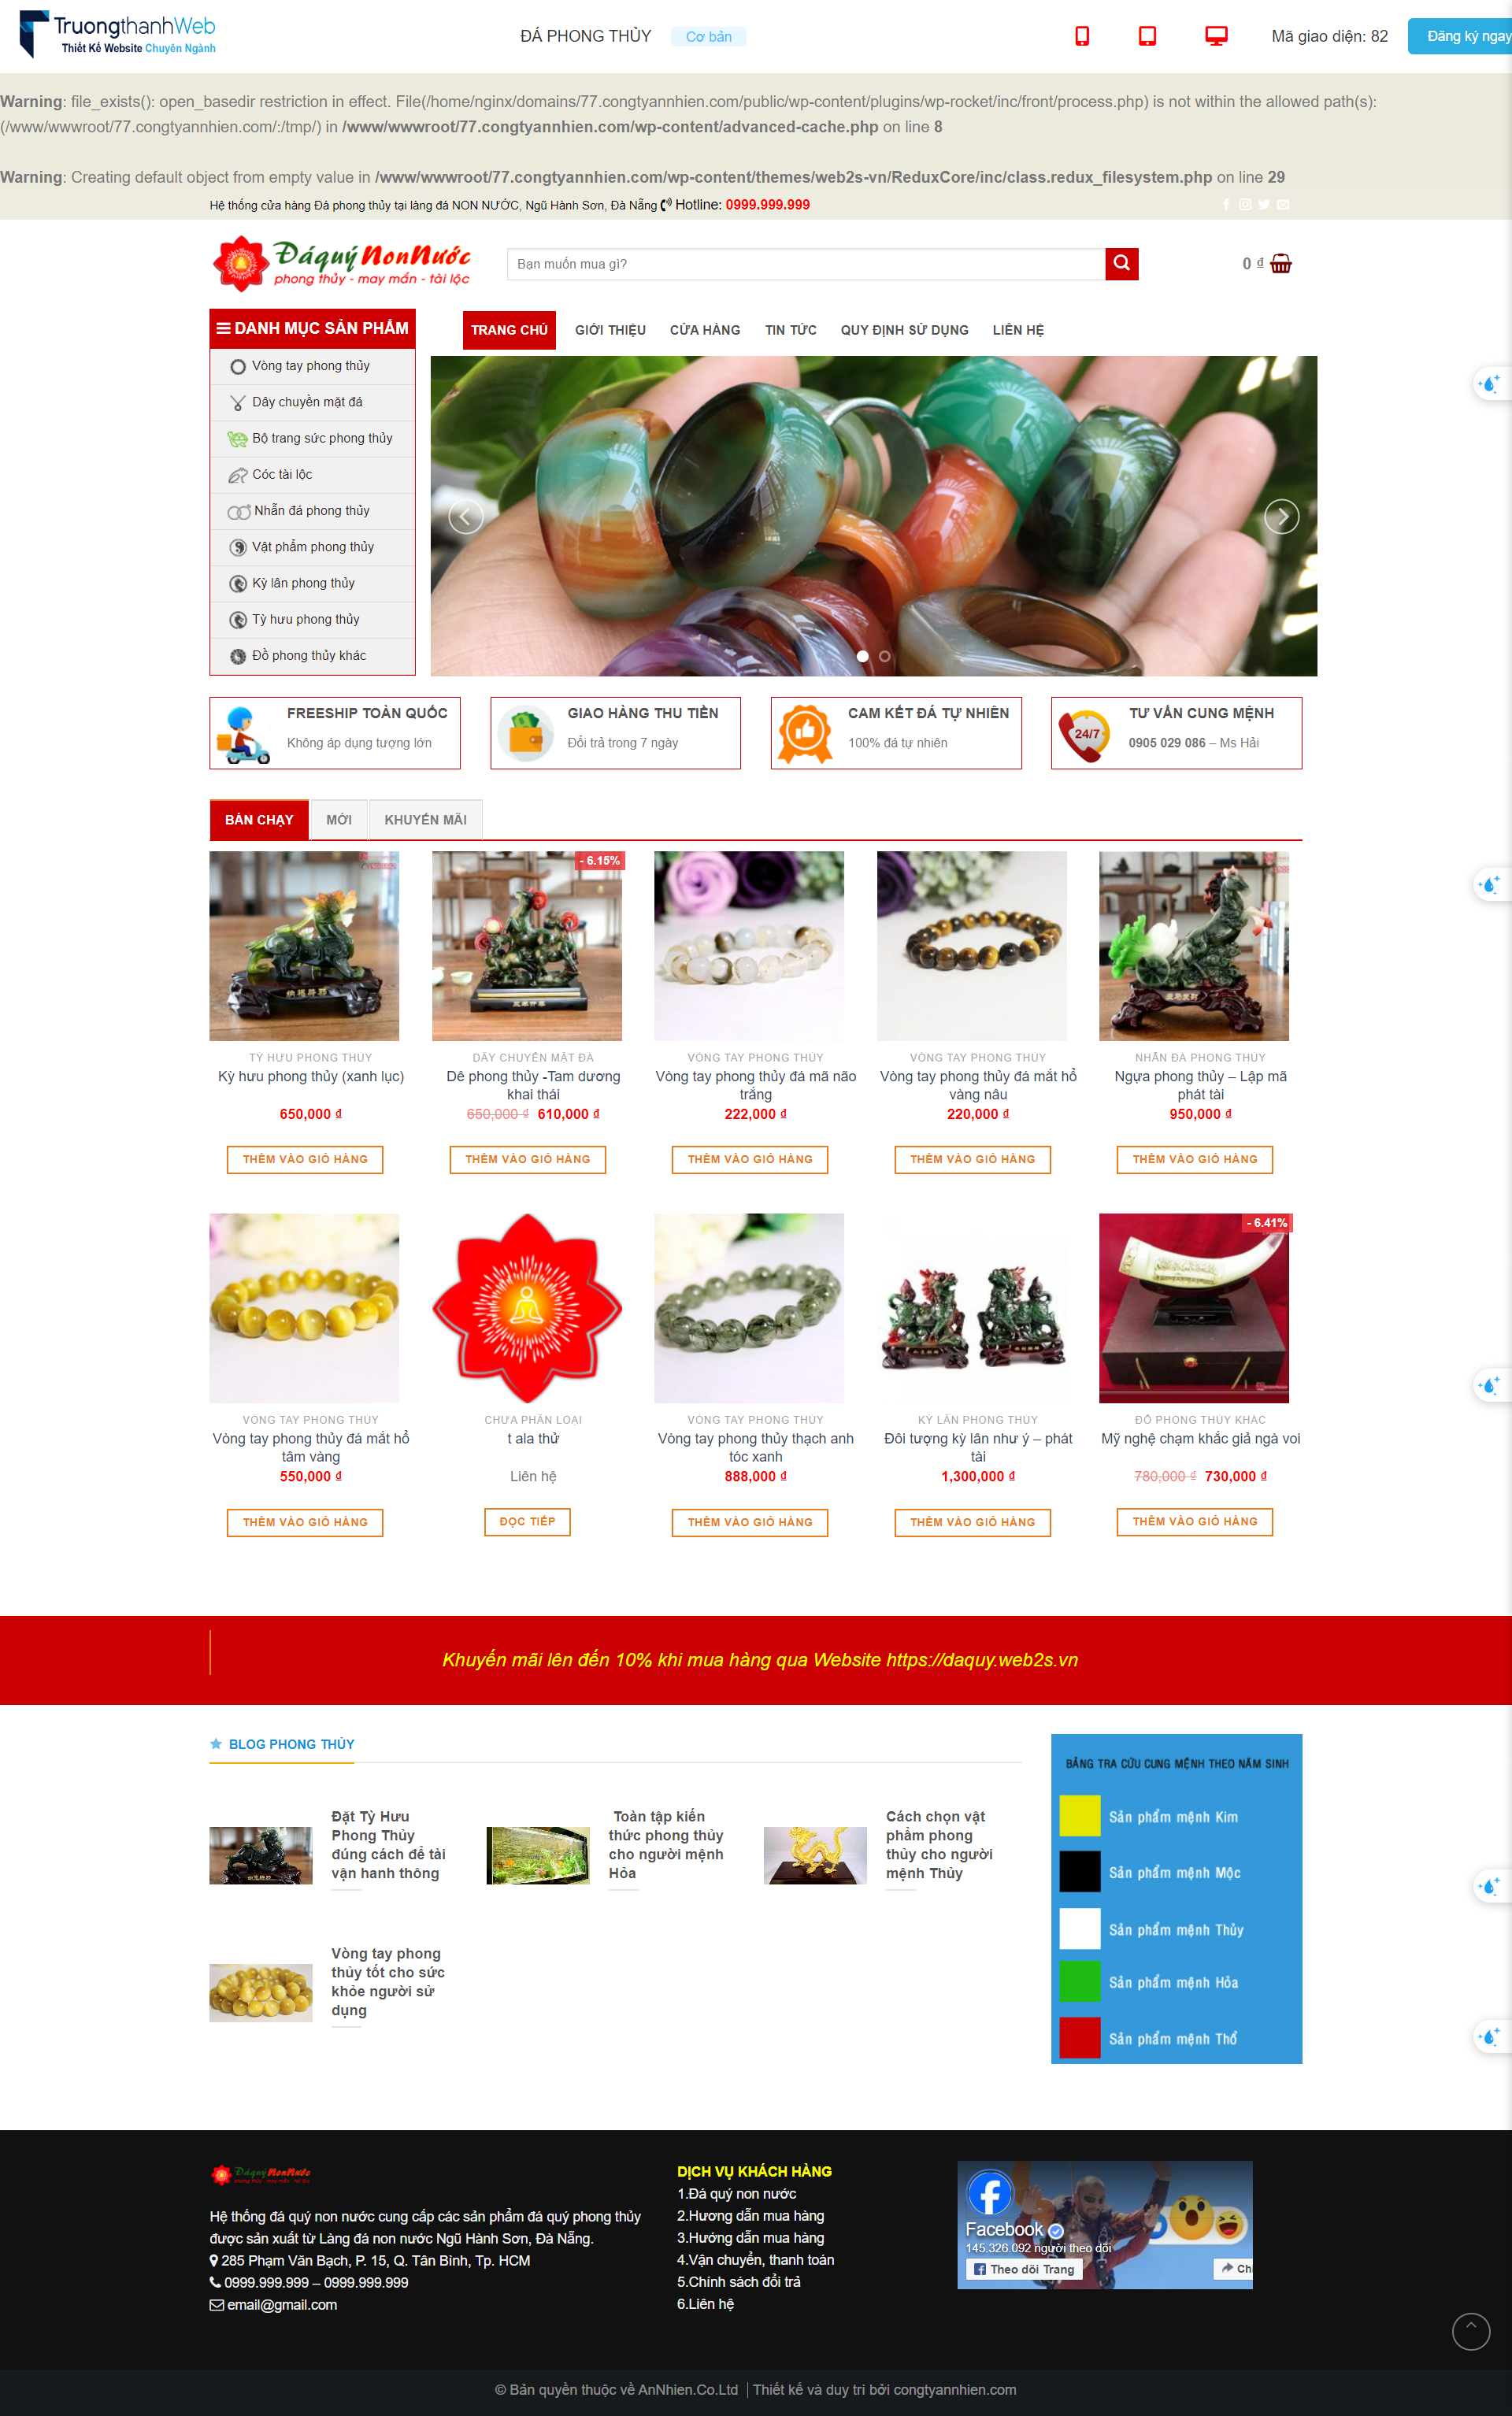 TruongthanhWeb
Thiết Kế Website Chuyên Ngành
ĐÁ PHONG THỦY
Cơ bản
Mã giao diện: 82
Đăng ký ngay
Warning: file_exists(): open_basedir restriction in effect. File(/home/nginx/domains/77.congtyannhien.com/public/wp-content/plugins/wp-rocket/inc/front/process.php) is not within the allowed path(s):
(/www/wwwroot/77.congtyannhien.com/:/tmp/) in /www/wwwroot/77.congtyannhien.com/wp-content/advanced-cache.php on line 8
Warning: Creating default object from empty value in /www/wwwroot/77.congtyannhien.com/wp-content/themes/web2s-vn/ReduxCore/inc/class.redux_filesystem.php on line 29
Hệ thống cửa hàng Đá phong thủy tại làng đá NON NƯỚC, Ngũ Hành Sơn, Đà Nẵng Hotline: 0999.999.999
Đáquý NonNước
phong thủy - may mắn - tài lộc
Bạn muốn mua gì?
0 ₫
DANH MỤC SẢN PHẨM
TRANG CHỦ
GIỚI THIỆU
CỬA HÀNG
TIN TỨC
QUY ĐỊNH SỬ DỤNG
LIÊN HỆ
Vòng tay phong thủy
Dây chuyền mặt đá
Bộ trang sức phong thủy
Cóc tài lộc
Nhẫn đá phong thủy
Vật phẩm phong thủy
Kỳ lân phong thủy
Tỳ hưu phong thủy
Đồ phong thủy khác
FREESHIP TOÀN QUỐC
Không áp dụng tượng lớn
GIAO HÀNG THU TIỀN
Đổi trả trong 7 ngày
CAM KẾT ĐÁ TỰ NHIÊN
100% đá tự nhiên
24/7
TƯ VẤN CUNG MỆNH
0905 029 086 – Ms Hải
BÁN CHẠY
MỚI
KHUYẾN MÃI
- 6.15%
TỲ HƯU PHONG THỦY
Kỳ hưu phong thủy (xanh lục)
650,000 ₫
THÊM VÀO GIỎ HÀNG
DÂY CHUYỀN MẶT ĐÁ
Dê phong thủy -Tam dương
khai thái
650,000 ₫ 610,000 ₫
THÊM VÀO GIỎ HÀNG
VÒNG TAY PHONG THỦY
Vòng tay phong thủy đá mã não
trắng
222,000 ₫
THÊM VÀO GIỎ HÀNG
VÒNG TAY PHONG THỦY
Vòng tay phong thủy đá mắt hổ
vàng nâu
220,000 ₫
THÊM VÀO GIỎ HÀNG
NHẪN ĐÁ PHONG THỦY
Ngựa phong thủy – Lập mã
phát tài
950,000 ₫
THÊM VÀO GIỎ HÀNG
- 6.41%
VÒNG TAY PHONG THỦY
Vòng tay phong thủy đá mắt hổ
tâm vàng
550,000 ₫
THÊM VÀO GIỎ HÀNG
CHƯA PHÂN LOẠI
t ala thử
Liên hệ
ĐỌC TIẾP
VÒNG TAY PHONG THỦY
Vòng tay phong thủy thạch anh
tóc xanh
888,000 ₫
THÊM VÀO GIỎ HÀNG
KỲ LÂN PHONG THỦY
Đôi tượng kỳ lân như ý – phát
tài
1,300,000 ₫
THÊM VÀO GIỎ HÀNG
ĐỒ PHONG THỦY KHÁC
Mỹ nghệ chạm khắc giả ngà voi
780,000 ₫ 730,000 ₫
THÊM VÀO GIỎ HÀNG
Khuyến mãi lên đến 10% khi mua hàng qua Website https://daquy.web2s.vn
BLOG PHONG THỦY
Đặt Tỳ Hưu
Phong Thủy
đúng cách để tài
vận hanh thông
Toàn tập kiến
thức phong thủy
cho người mệnh
Hỏa
Cách chọn vật
phẩm phong
thủy cho người
mệnh Thủy
Vòng tay phong
thủy tốt cho sức
khỏe người sử
dụng
BẢNG TRA CỨU CUNG MỆNH THEO NĂM SINH
Sản phẩm mệnh Kim
Sản phẩm mệnh Mộc
Sản phẩm mệnh Thủy
Sản phẩm mệnh Hỏa
Sản phẩm mệnh Thổ
Đáquý NonNước
phong thủy - may mắn - tài lộc
Hệ thống đá quý non nước cung cấp các sản phẩm đá quý phong thủy
được sản xuất từ Làng đá non nước Ngũ Hành Sơn, Đà Nẵng.
285 Phạm Văn Bạch, P. 15, Q. Tân Bình, Tp. HCM
0999.999.999 – 0999.999.999
email@gmail.com
DỊCH VỤ KHÁCH HÀNG
1.Đá quý non nước
2.Hương dẫn mua hàng
3.Hướng dẫn mua hàng
4.Vận chuyển, thanh toán
5.Chính sách đổi trả
6.Liên hệ
Facebook
145.326.092 người theo dõi
Theo dõi Trang
Chi
© Bản quyền thuộc về AnNhien.Co.Ltd | Thiết kế và duy trì bởi congtyannhien.com